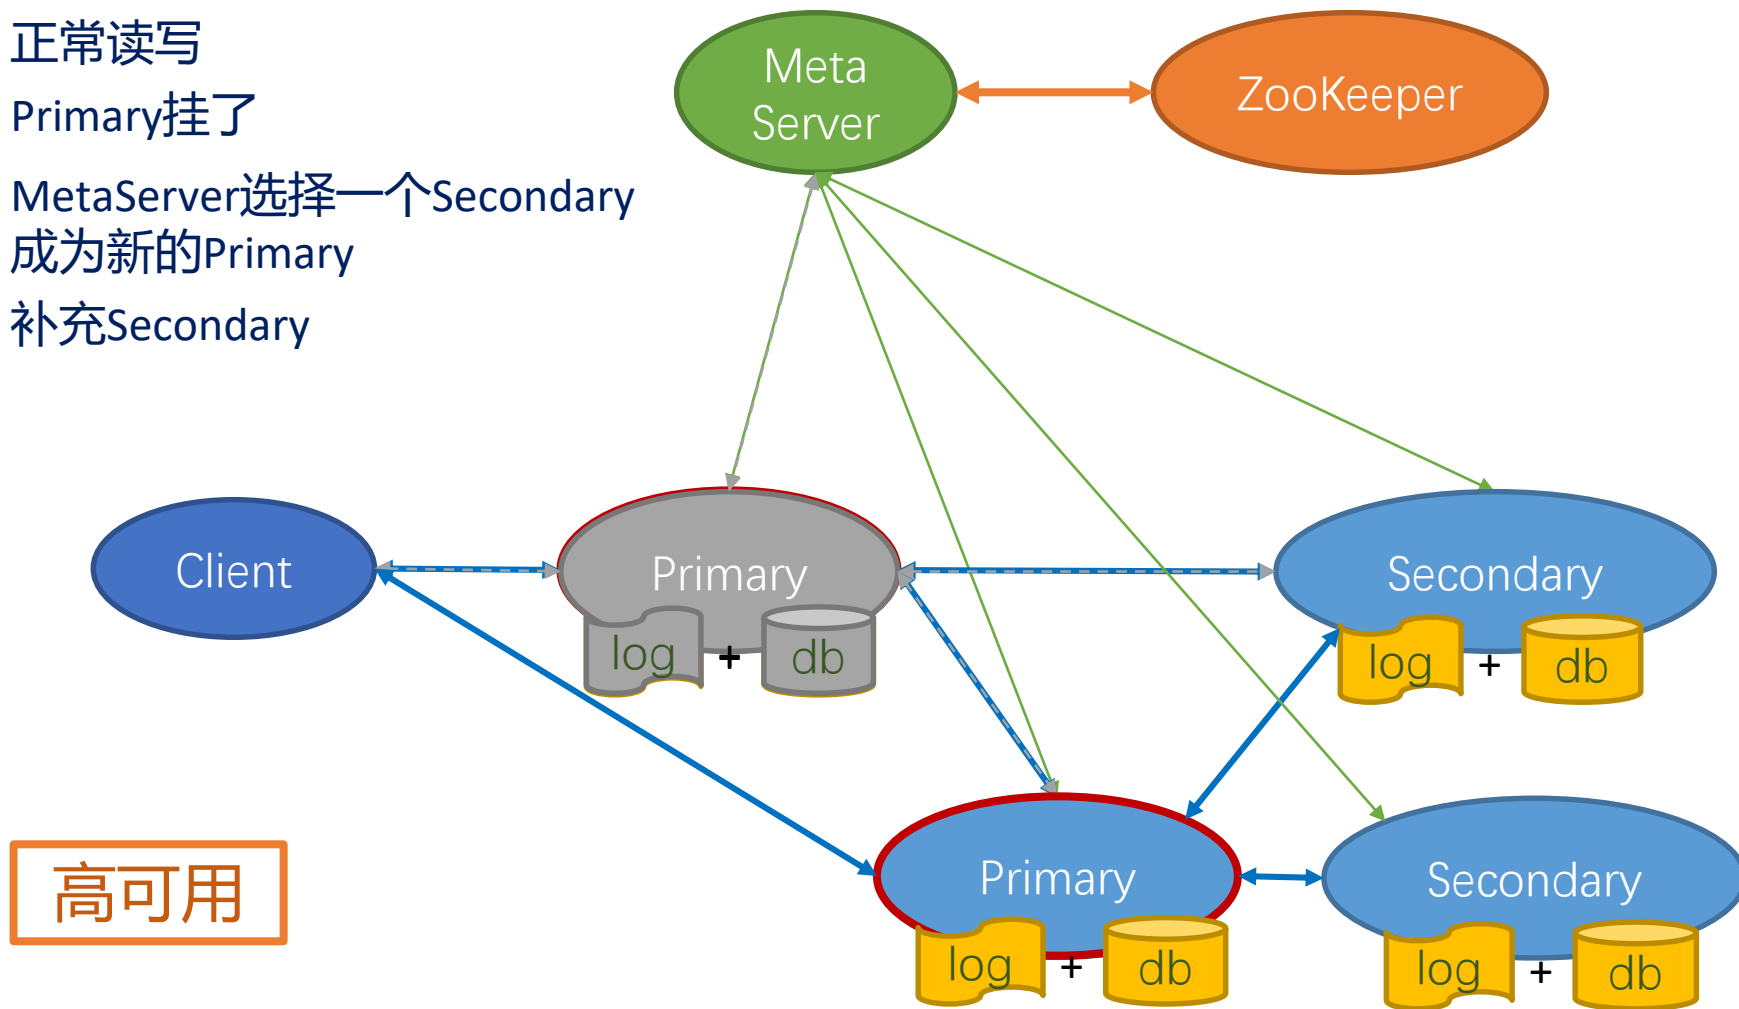 正常读写
Primary挂了
MetaServer选择一个Secondary
成为新的Primary
补充Secondary
Meta
Server
ZooKeeper
Client
Primary
log + db
Secondary
log + db
Primary
log + db
Secondary
log + db
高可用